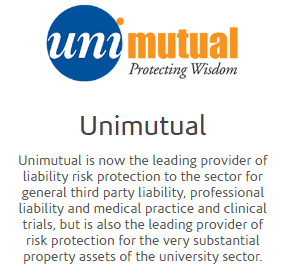 unimutual
Protecting Wisdom
Unimutual
Unimutual is now the leading provider of
liability risk protection to the sector for
general third party liability, professional
liability and medical practice and clinical
trials, but is also the leading provider of
risk protection for the very substantial
property assets of the university sector.